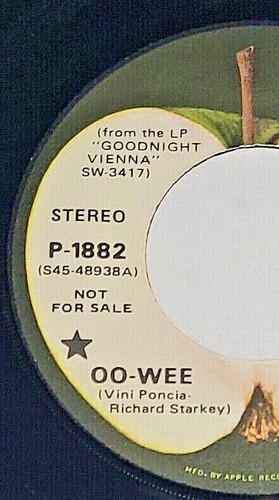 (from the LP
"GOODNIGHT
VIENNA"
SW-3417)
STEREO
P-1882
(S45-48938A)
NOT
FOR SALE
OO-WEE
(Vini Poncia-
Richard Starkey)
MFD. BY APPLE REC